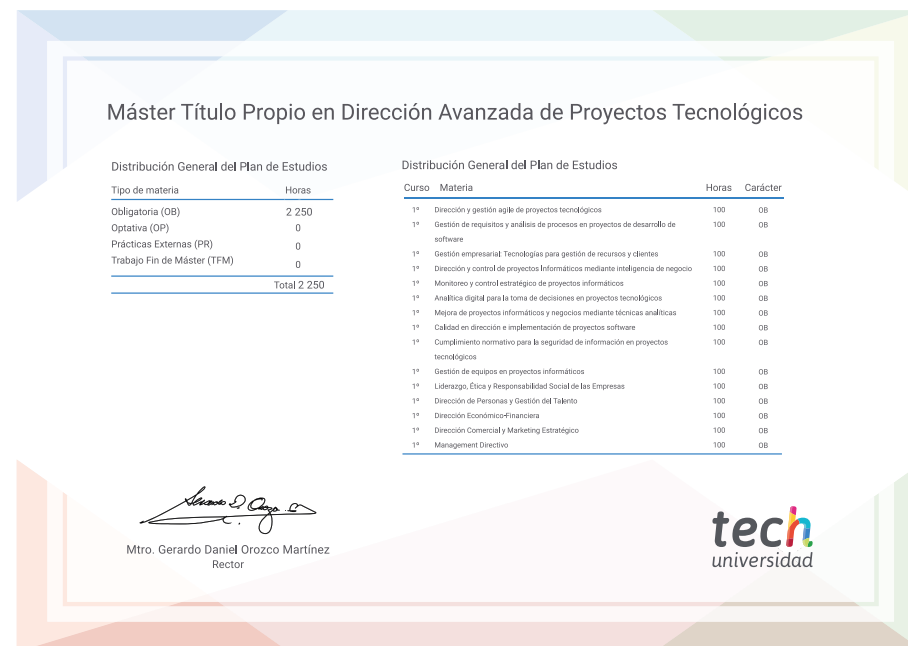 Máster Título Propio en Dirección Avanzada de Proyectos Tecnológicos
Distribución General del Plan de Estudios
Tipo de materia Horas
Obligatoria (OB) 2 250
Optativa (OP) 0
Prácticas Externas (PR) 0
Trabajo Fin de Máster (TFM) 0
Total 2 250
Distribución General del Plan de Estudios
Curso Materia Horas Carácter
1º Dirección y gestión agile de proyectos tecnológicos 100 OB
1º Gestión de requisitos y análisis de procesos en proyectos de desarrollo de 100 OB
software
1º Gestión empresarial: Tecnologías para gestión de recursos y clientes 100 OB
1º Dirección y control de proyectos Informáticos mediante inteligencia de negocio 100 OB
1º Monitoreo y control estratégico de proyectos informáticos 100 OB
1º Analítica digital para la toma de decisiones en proyectos tecnológicos 100 OB
1º Mejora de proyectos informáticos y negocios mediante técnicas analíticas 100 OB
1º Calidad en dirección e implementación de proyectos software 100 OB
1º Cumplimiento normativo para la seguridad de información en proyectos 100 OB
tecnológicos
1º Gestión de equipos en proyectos informáticos 100 OB
1º Liderazgo, Ética y Responsabilidad Social de las Empresas 100 OB
1º Dirección de Personas y Gestión del Talento 100 OB
1º Dirección Económico-Financiera 100 OB
1º Dirección Comercial y Marketing Estratégico 100 OB
1º Management Directivo 100 OB
Mtro. Gerardo Daniel Orozco Martínez
Rector
tech
universidad